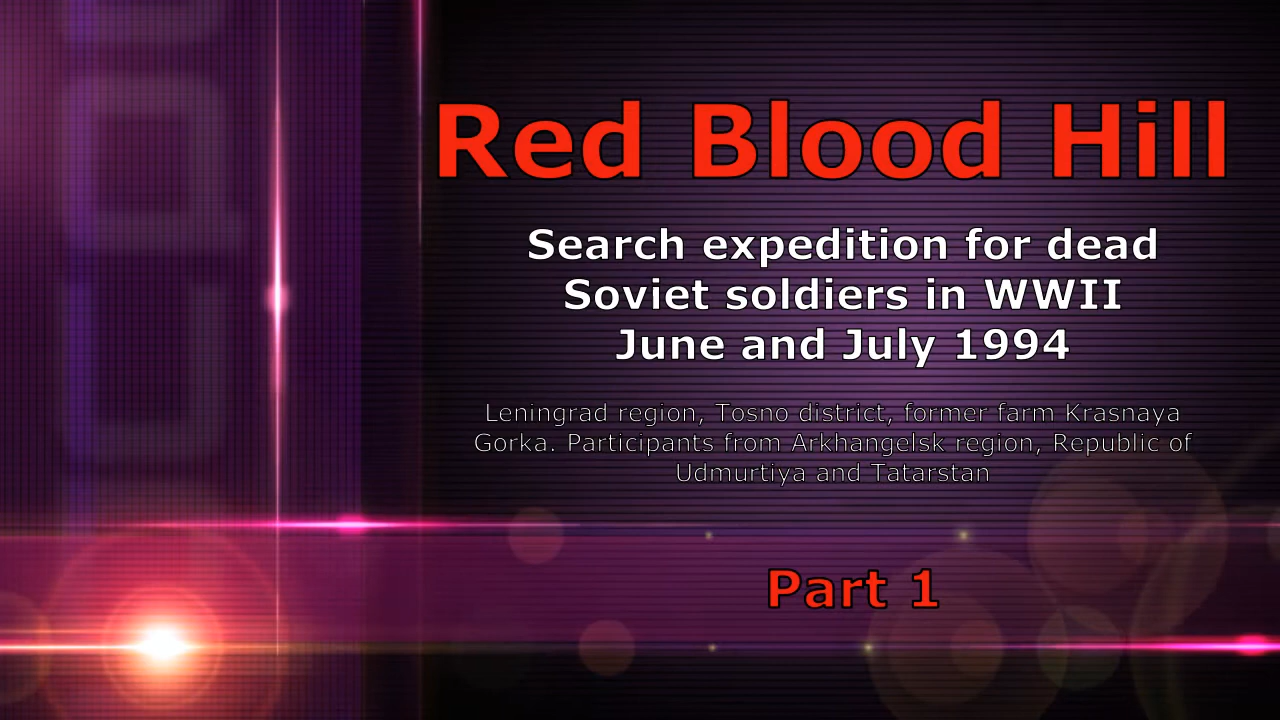 Red Blood Hill
Search expedition for dead
Soviet soldiers in WWII
June and July 1994
Leningrad region, Tosno district, former farm Krasnaya
Gorka. Participants from Arkhangelsk region, Republic of
Udmurtiya and Tatarstan
Part 1